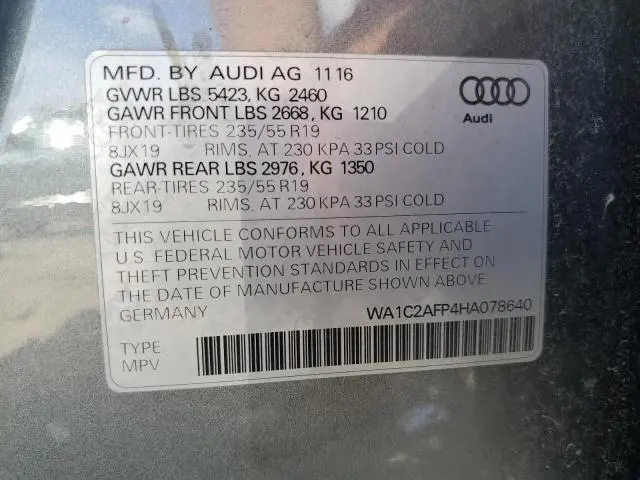 MFD. BY AUDI AG 11 16
GVWR LBS 5423, KG 2460
GAWR FRONT LBS 2668, KG 1210
FRONT-TIRES 235/55 R19
8JX19 RIMS, AT 230 KPA 33 PSI COLD
GAWR REAR LBS 2976, KG 1350
REAR-TIRES 235/55 R19
8JX19 RIMS, AT 230 KPA 33 PSI COLD
Audi
THIS VEHICLE CONFORMS TO ALL APPLICABLE
U.S. FEDERAL MOTOR VEHICLE SAFETY AND
THEFT PREVENTION STANDARDS IN EFFECT ON
THE DATE OF MANUFACTURE SHOWN ABOVE.
GERMANY WA1C2AFP4HA078640
TYPE
MPV